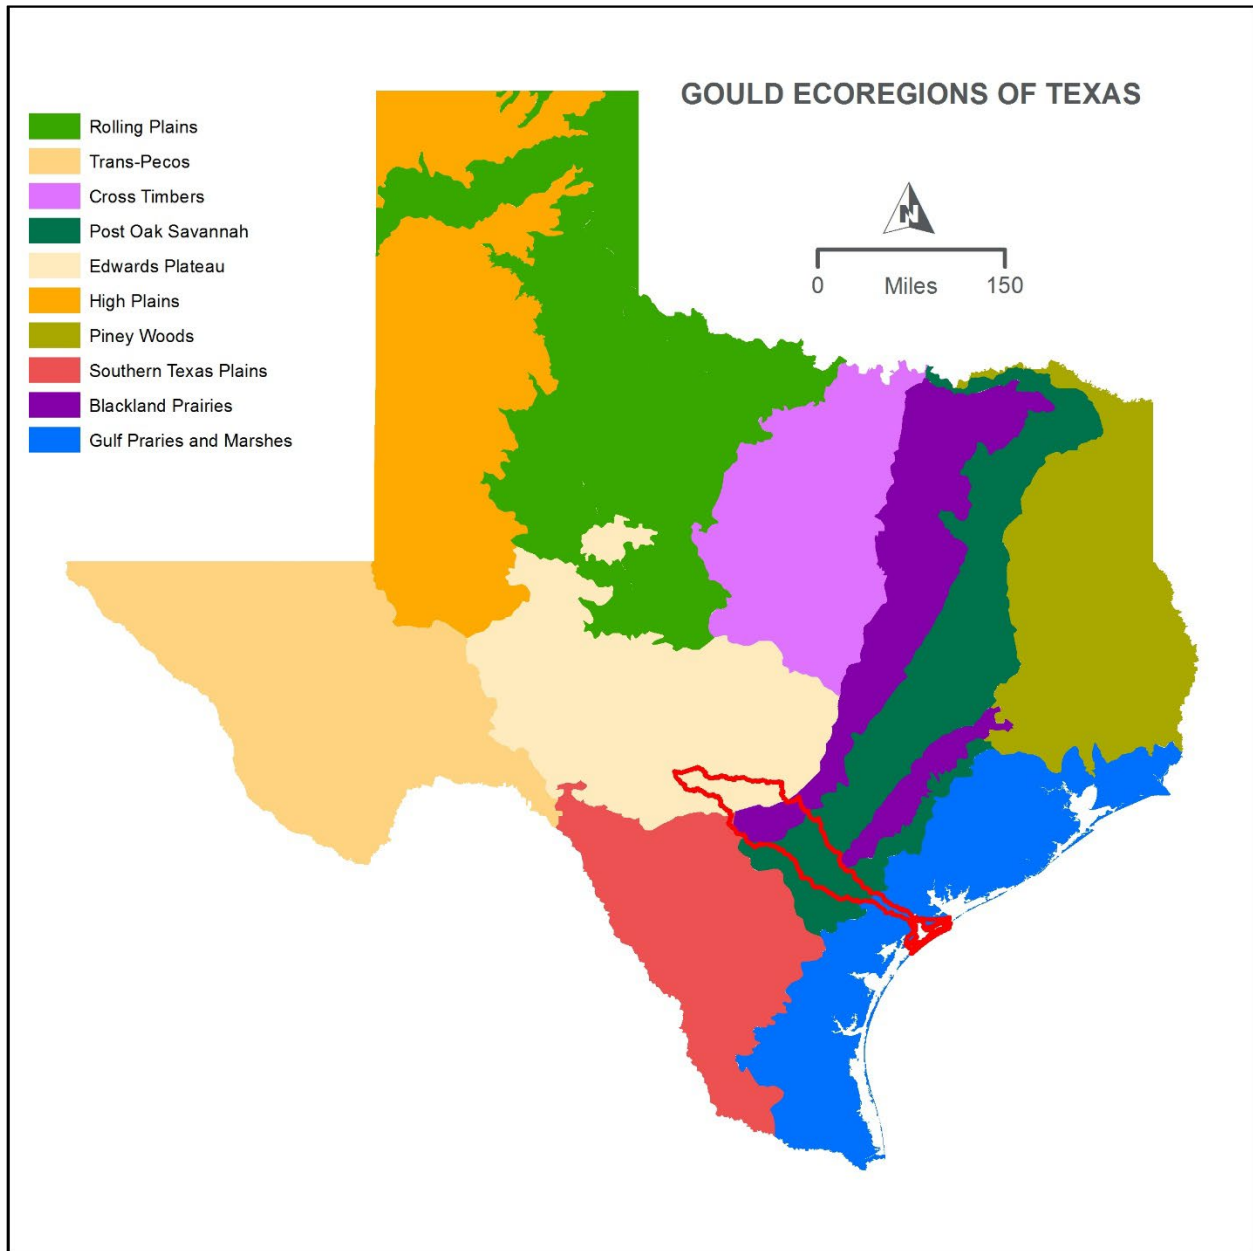 GOULD ECOREGIONS OF TEXAS
Rolling Plains
Trans-Pecos
Cross Timbers
Post Oak Savannah
Edwards Plateau
High Plains
Piney Woods
Southern Texas Plains
Blackland Prairies
Gulf Praries and Marshes
N
0 Miles 150